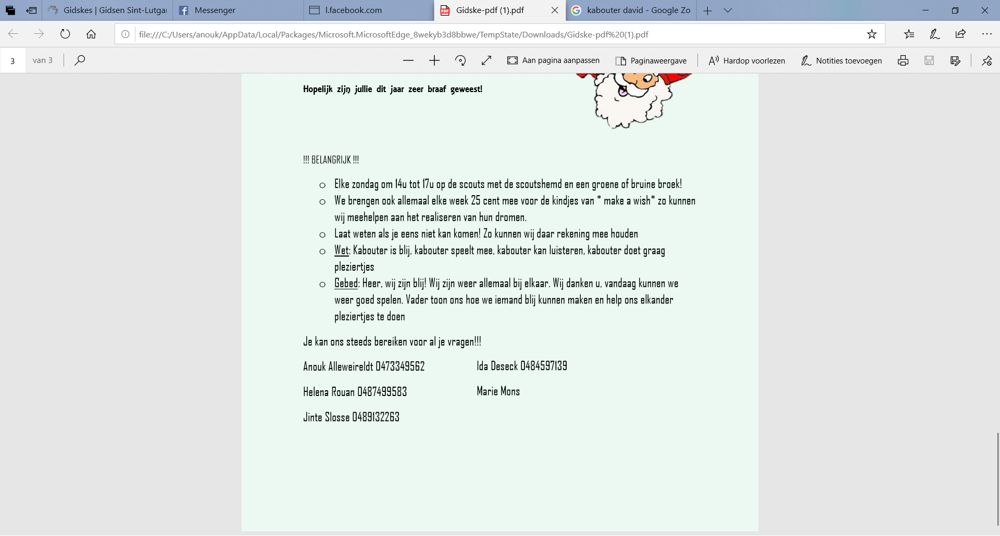 Gidskes | Gidsen Sint-Lutgar
Messenger
l.facebook.com
Gidske-pdf (1).pdf
kabouter david - Google Zo
file:///C:/Users/anouk/AppData/Local/Packages/Microsoft.MicrosoftEdge_8wekyb3d8bbwe/TempState/Downloads/Gidske-pdf%20(1).pdf
3 van 3
Aan pagina aanpassen
Paginaweergave
Hardop voorlezen
Notities toevoegen
Hopelijk zijn jullie dit jaar zeer braaf geweest!
!!! BELANGRIJK !!!
o Elke zondag om 14u tot 17u op de scouts met de scoutshemd en een groene of bruine broek!
o We brengen ook allemaal elke week 25 cent mee voor de kindjes van * make a wish* zo kunnen
wij meehelpen aan het realiseren van hun dromen.
o Laat weten als je eens niet kan komen! Zo kunnen wij daar rekening mee houden
o Wet: Kabouter is blij, kabouter speelt mee, kabouter kan luisteren, kabouter doet graag
pleziertjes
o Gebed: Heer, wij zijn blij! Wij zijn weer allemaal bij elkaar. Wij danken u, vandaag kunnen we
weer goed spelen. Vader toon ons hoe we iemand blij kunnen maken en help ons elkander
pleziertjes te doen
Je kan ons steeds bereiken voor al je vragen!!!
Anouk Alleweireldt 0473349562
Ida Deseck 0484597139
Helena Rouan 0487499583
Marie Mons
Jinte Slosse 0489132263